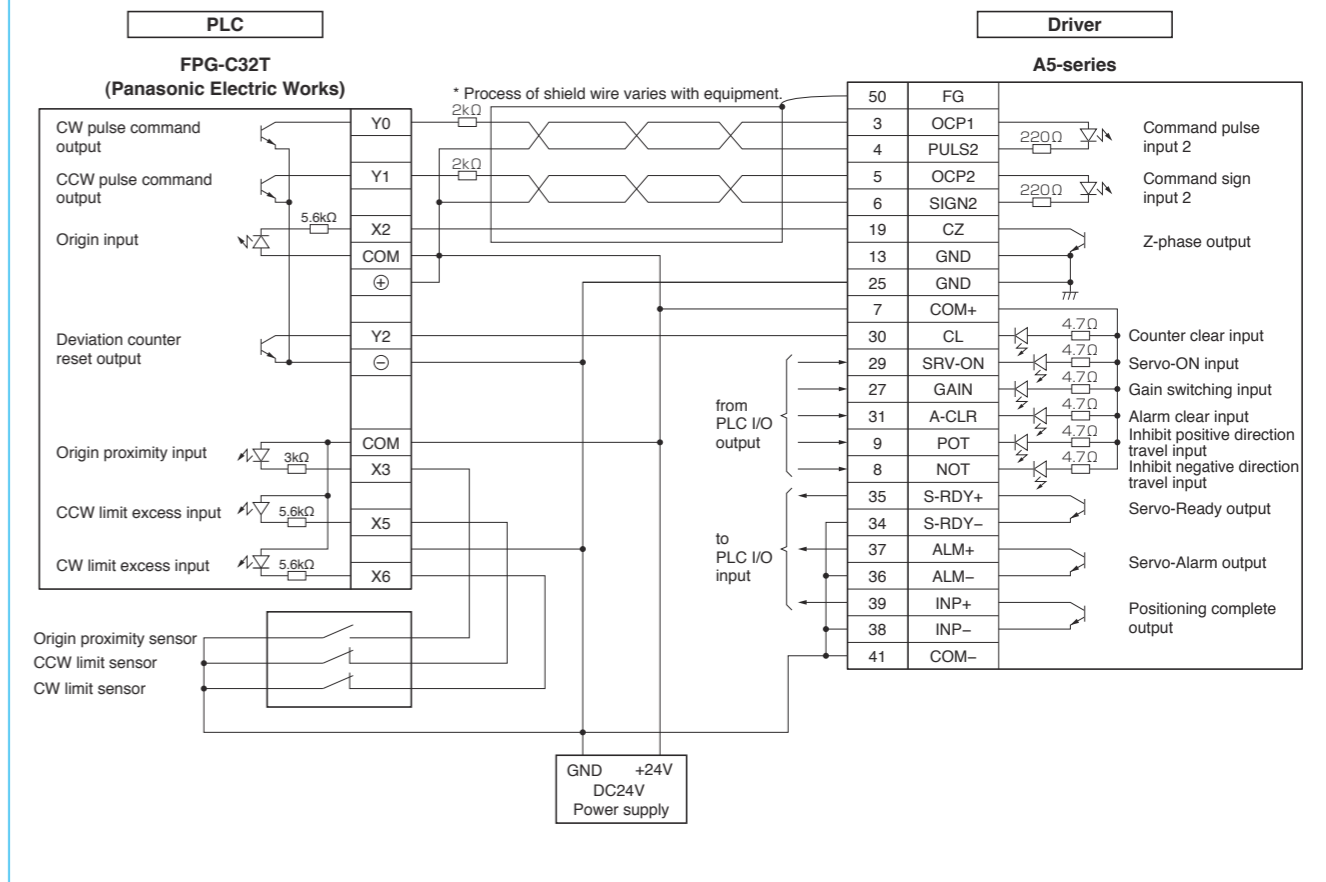 PLC
Driver
FPG-C32T
(Panasonic Electric Works)
A5-series
* Process of shield wire varies with equipment.
CW pulse command
output
CCW pulse command
output
Origin input
Deviation counter
reset output
Origin proximity input
CCW limit excess input
CW limit excess input
5.6kΩ
3kΩ
5.6kΩ
5.6kΩ
Y0
Y1
X2
COM
⊕
Y2
⊖
COM
X3
X5
X6
2kΩ
2kΩ
50 FG
3 OCP1
4 PULS2
5 OCP2
6 SIGN2
19 CZ
13 GND
25 GND
7 COM+
30 CL
29 SRV-ON
27 GAIN
31 A-CLR
9 POT
8 NOT
35 S-RDY+
34 S-RDY−
37 ALM+
36 ALM−
39 INP+
38 INP−
41 COM−
220Ω
Command pulse
input 2
220Ω
Command sign
input 2
Z-phase output
4.7Ω
Counter clear input
4.7Ω
Servo-ON input
4.7Ω
Gain switching input
4.7Ω
Alarm clear input
4.7Ω
Inhibit positive direction
travel input
4.7Ω
Inhibit negative direction
travel input
Servo-Ready output
Servo-Alarm output
Positioning complete
output
from
PLC I/O
output
to
PLC I/O
input
Origin proximity sensor
CCW limit sensor
CW limit sensor
GND +24V
DC24V
Power supply